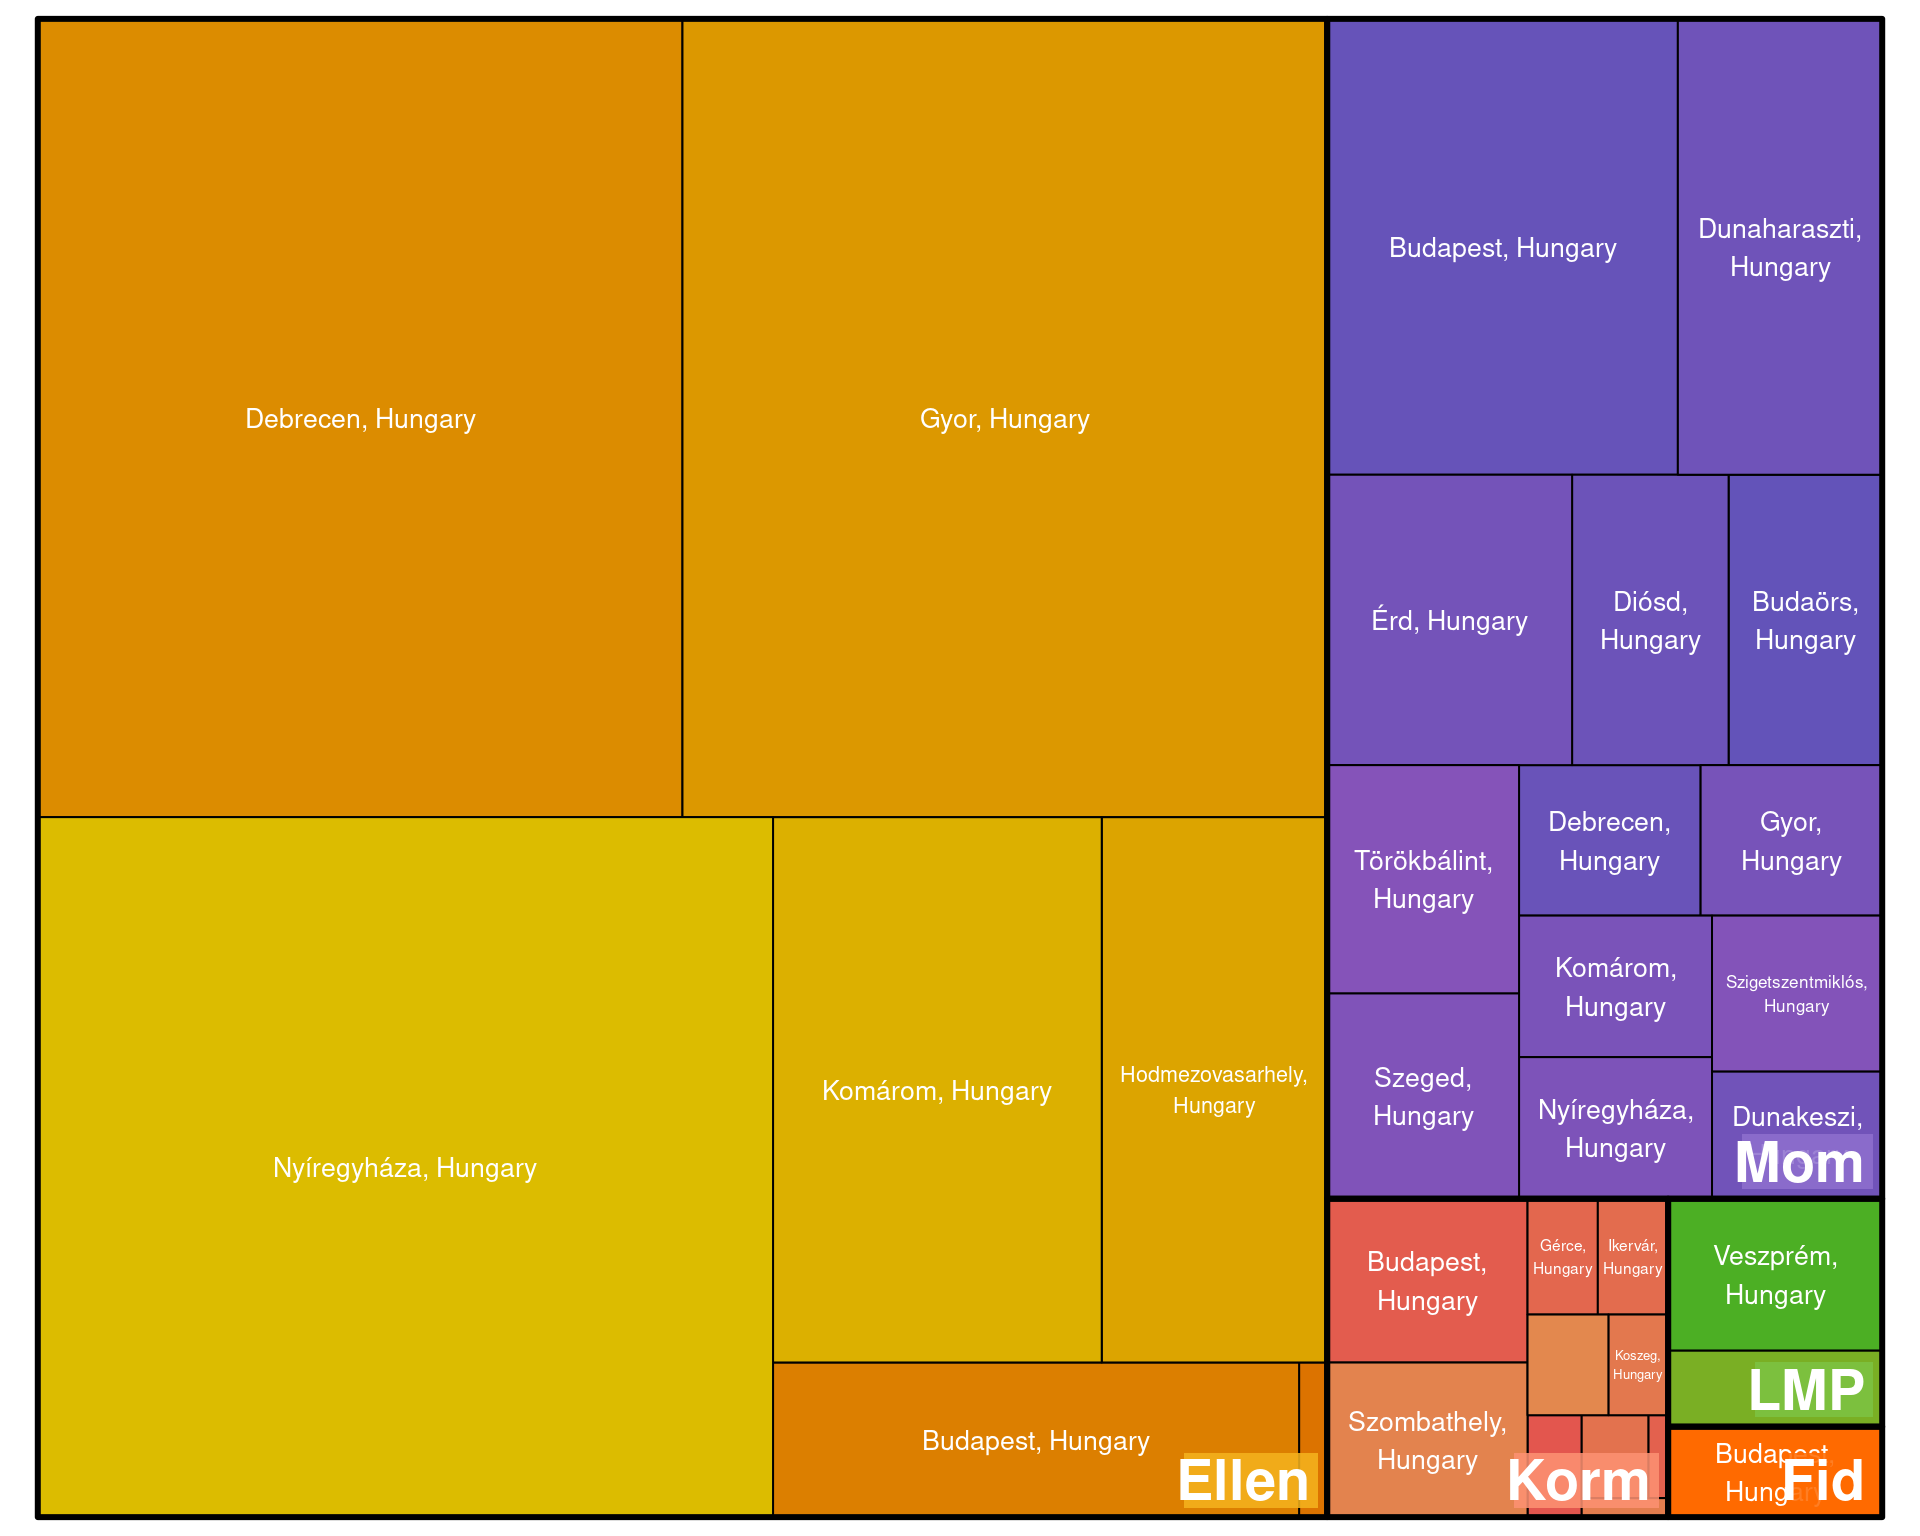 Debrecen, Hungary
Gyor, Hungary
Nyíregyháza, Hungary
Komárom, Hungary
Hodmezovasarhely,
Hungary
Budapest, Hungary
Ellen
Budapest, Hungary
Dunaharaszti,
Hungary
Érd, Hungary
Diósd,
Hungary
Budaörs,
Hungary
Törökbálint,
Hungary
Debrecen,
Hungary
Gyor,
Hungary
Szeged,
Hungary
Komárom,
Hungary
Szigetszentmiklós,
Hungary
Nyíregyháza,
Hungary
Dunakeszi,
Mom
Budapest,
Hungary
Gérce,
Hungary
Ikervár,
Hungary
Koszeg,
Hungary
Szombathely,
Hungary
Korm
Veszprém,
Hungary
LMP
Budapest,
Hungary
Fid